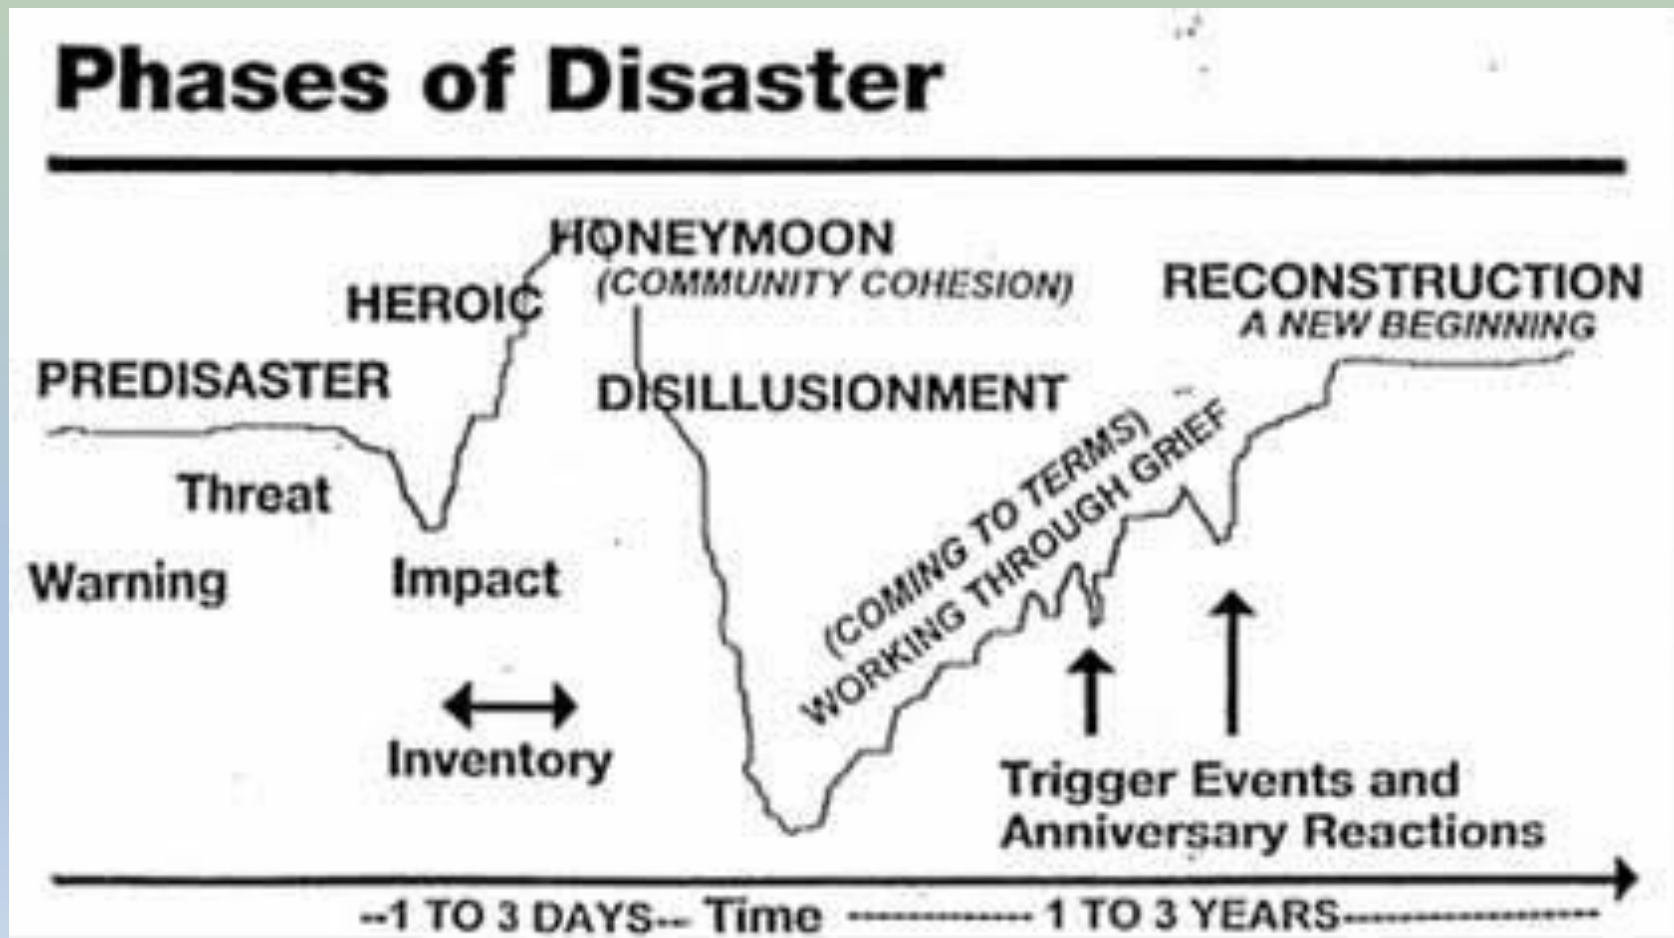 Phases of Disaster
HONEYMOON
(COMMUNITY COHESION)
HEROIC
RECONSTRUCTION
A NEW BEGINNING
PREDISASTER
DISILLUSIONMENT
Threat
(COMING TO TERMS)
WORKING THROUGH GRIEF
Warning
Impact
Inventory
Trigger Events and
Anniversary Reactions
--1 TO 3 DAYS--- Time ------------ 1 TO 3 YEARS-----------------